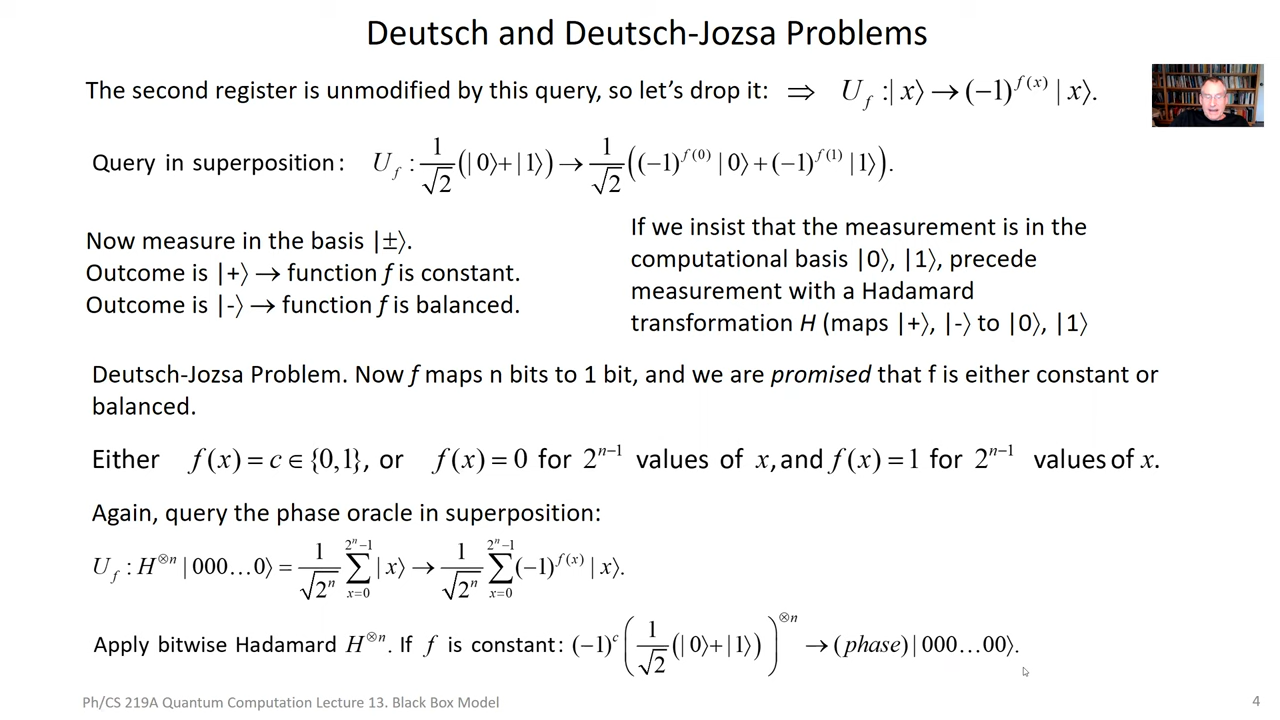 Deutsch and Deutsch-Jozsa Problems
The second register is unmodified by this query, so let's drop it: ⇒ U_f :| x⟩ → (−1)^{f(x)} | x⟩.
Query in superposition: U_f : 1/√2 (| 0⟩+ | 1⟩) → 1/√2 ((−1)^{f(0)} | 0⟩ + (−1)^{f(1)} | 1⟩).
Now measure in the basis |±⟩.
Outcome is |+⟩ → function f is constant.
Outcome is |-⟩ → function f is balanced.
If we insist that the measurement is in the
computational basis |0⟩, |1⟩, precede
measurement with a Hadamard
transformation H (maps |+⟩, |-⟩ to |0⟩, |1⟩
Deutsch-Jozsa Problem. Now f maps n bits to 1 bit, and we are promised that f is either constant or
balanced.
Either f(x) = c ∈ {0,1}, or f(x) = 0 for 2^{n−1} values of x, and f(x) = 1 for 2^{n−1} values of x.
Again, query the phase oracle in superposition:
U_f : H^{⊗n} | 000…0⟩ = 1/√2^n ∑_{x=0}^{2^n−1} | x⟩ → 1/√2^n ∑_{x=0}^{2^n−1} (−1)^{f(x)} | x⟩.
Apply bitwise Hadamard H^{⊗n}. If f is constant: (−1)^c (1/√2 (| 0⟩+ | 1⟩))^{⊗n} → (phase) | 000…00⟩.
Ph/CS 219A Quantum Computation Lecture 13. Black Box Model
4